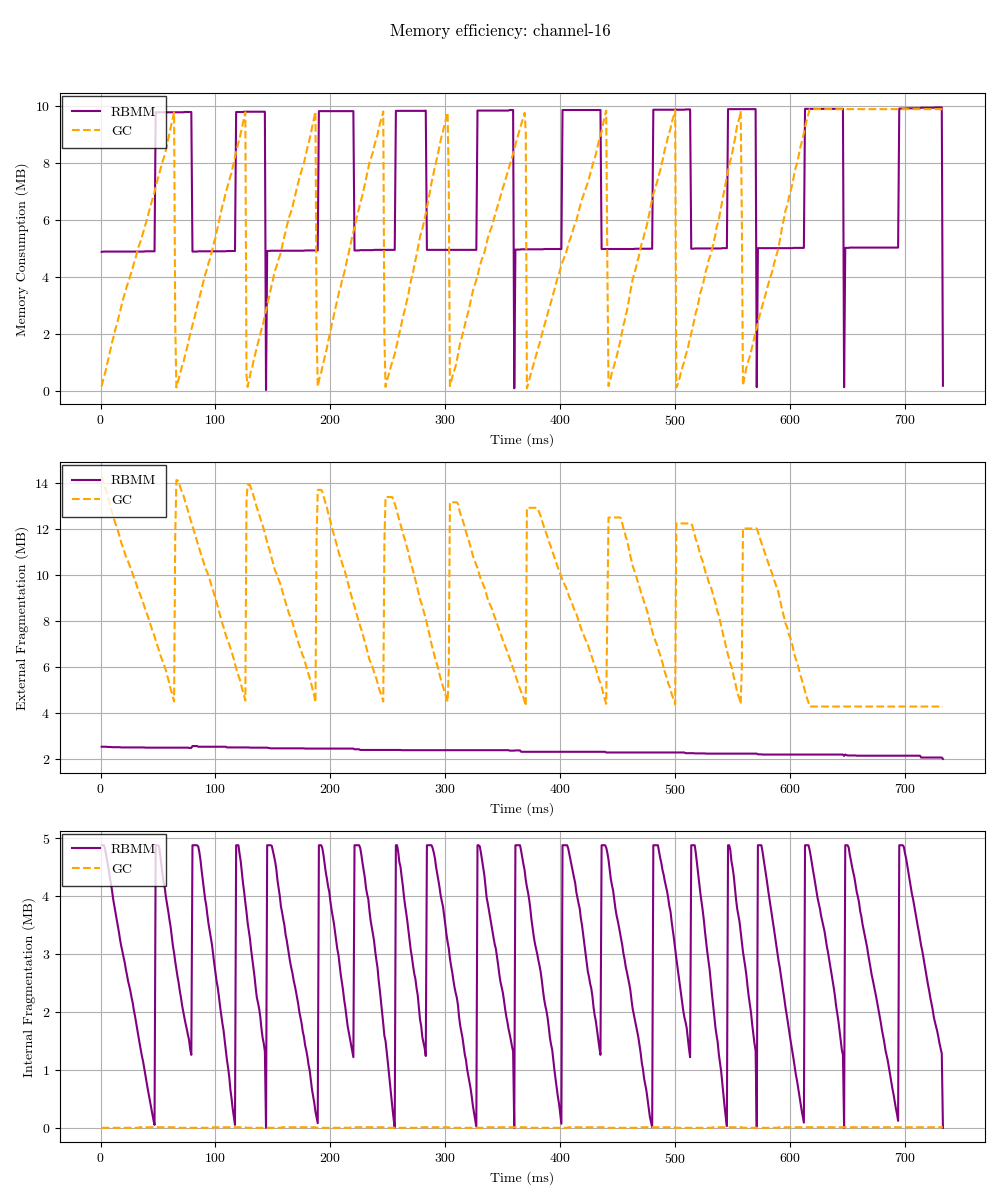 Memory efficiency: channel-16
RBMM
GC
10
8
6
4
2
0
Memory Consumption (MB)
0 100 200 300 400 500 600 700
Time (ms)
RBMM
GC
14
12
10
8
6
4
2
External Fragmentation (MB)
0 100 200 300 400 500 600 700
Time (ms)
RBMM
GC
5
4
3
2
1
0
Internal Fragmentation (MB)
0 100 200 300 400 500 600 700
Time (ms)